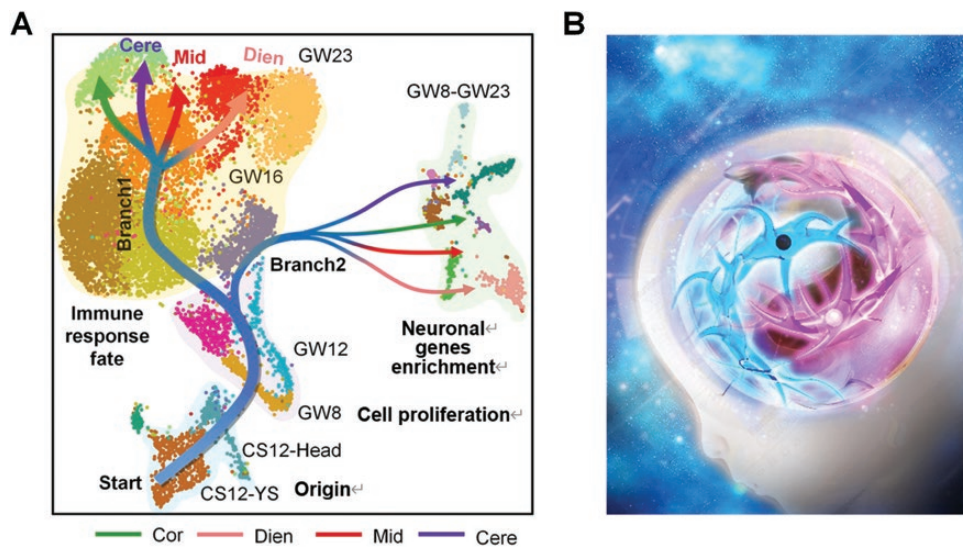 A
B
Cere
Mid
Dien
GW23
GW8-GW23
GW16
Branch1
Branch2
Immune
response
fate
Neuronal↵
genes
enrichment↵
GW12
GW8
Cell proliferation↵
CS12-Head
Start
CS12-YS
Origin↵
Cor
Dien
Mid
Cere